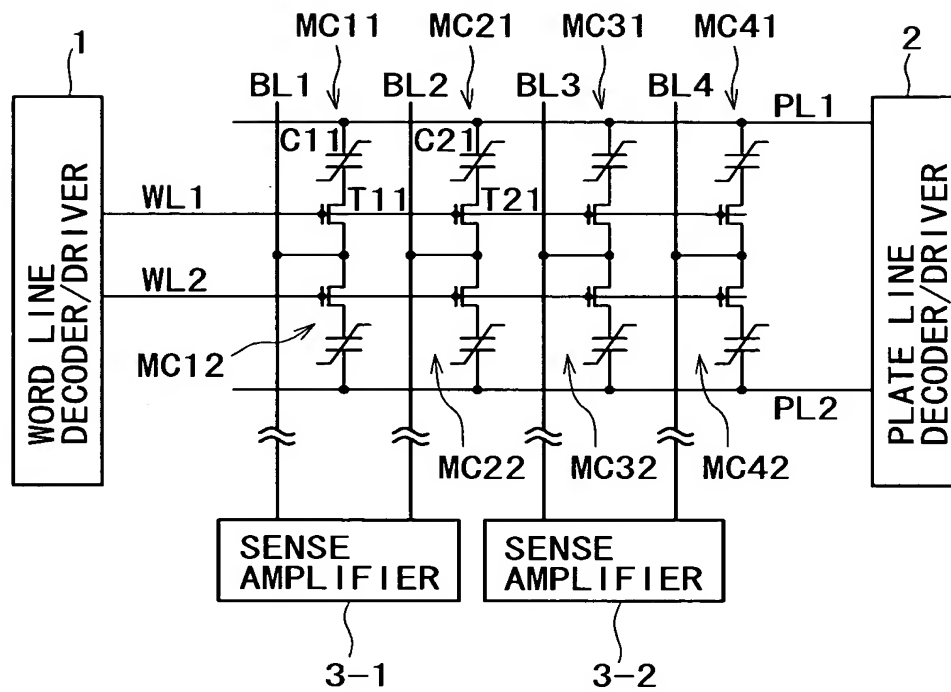 1
MC11
MC21
MC31
MC41
2
BL1
BL2
BL3
BL4
PL1
C11
C21
WL1
T11
T21
WORD LINE
DECODER/DRIVER
PLATE LINE
DECODER/DRIVER
WL2
MC12
PL2
MC22
MC32
MC42
SENSE
AMPLIFIER
SENSE
AMPLIFIER
3-1
3-2